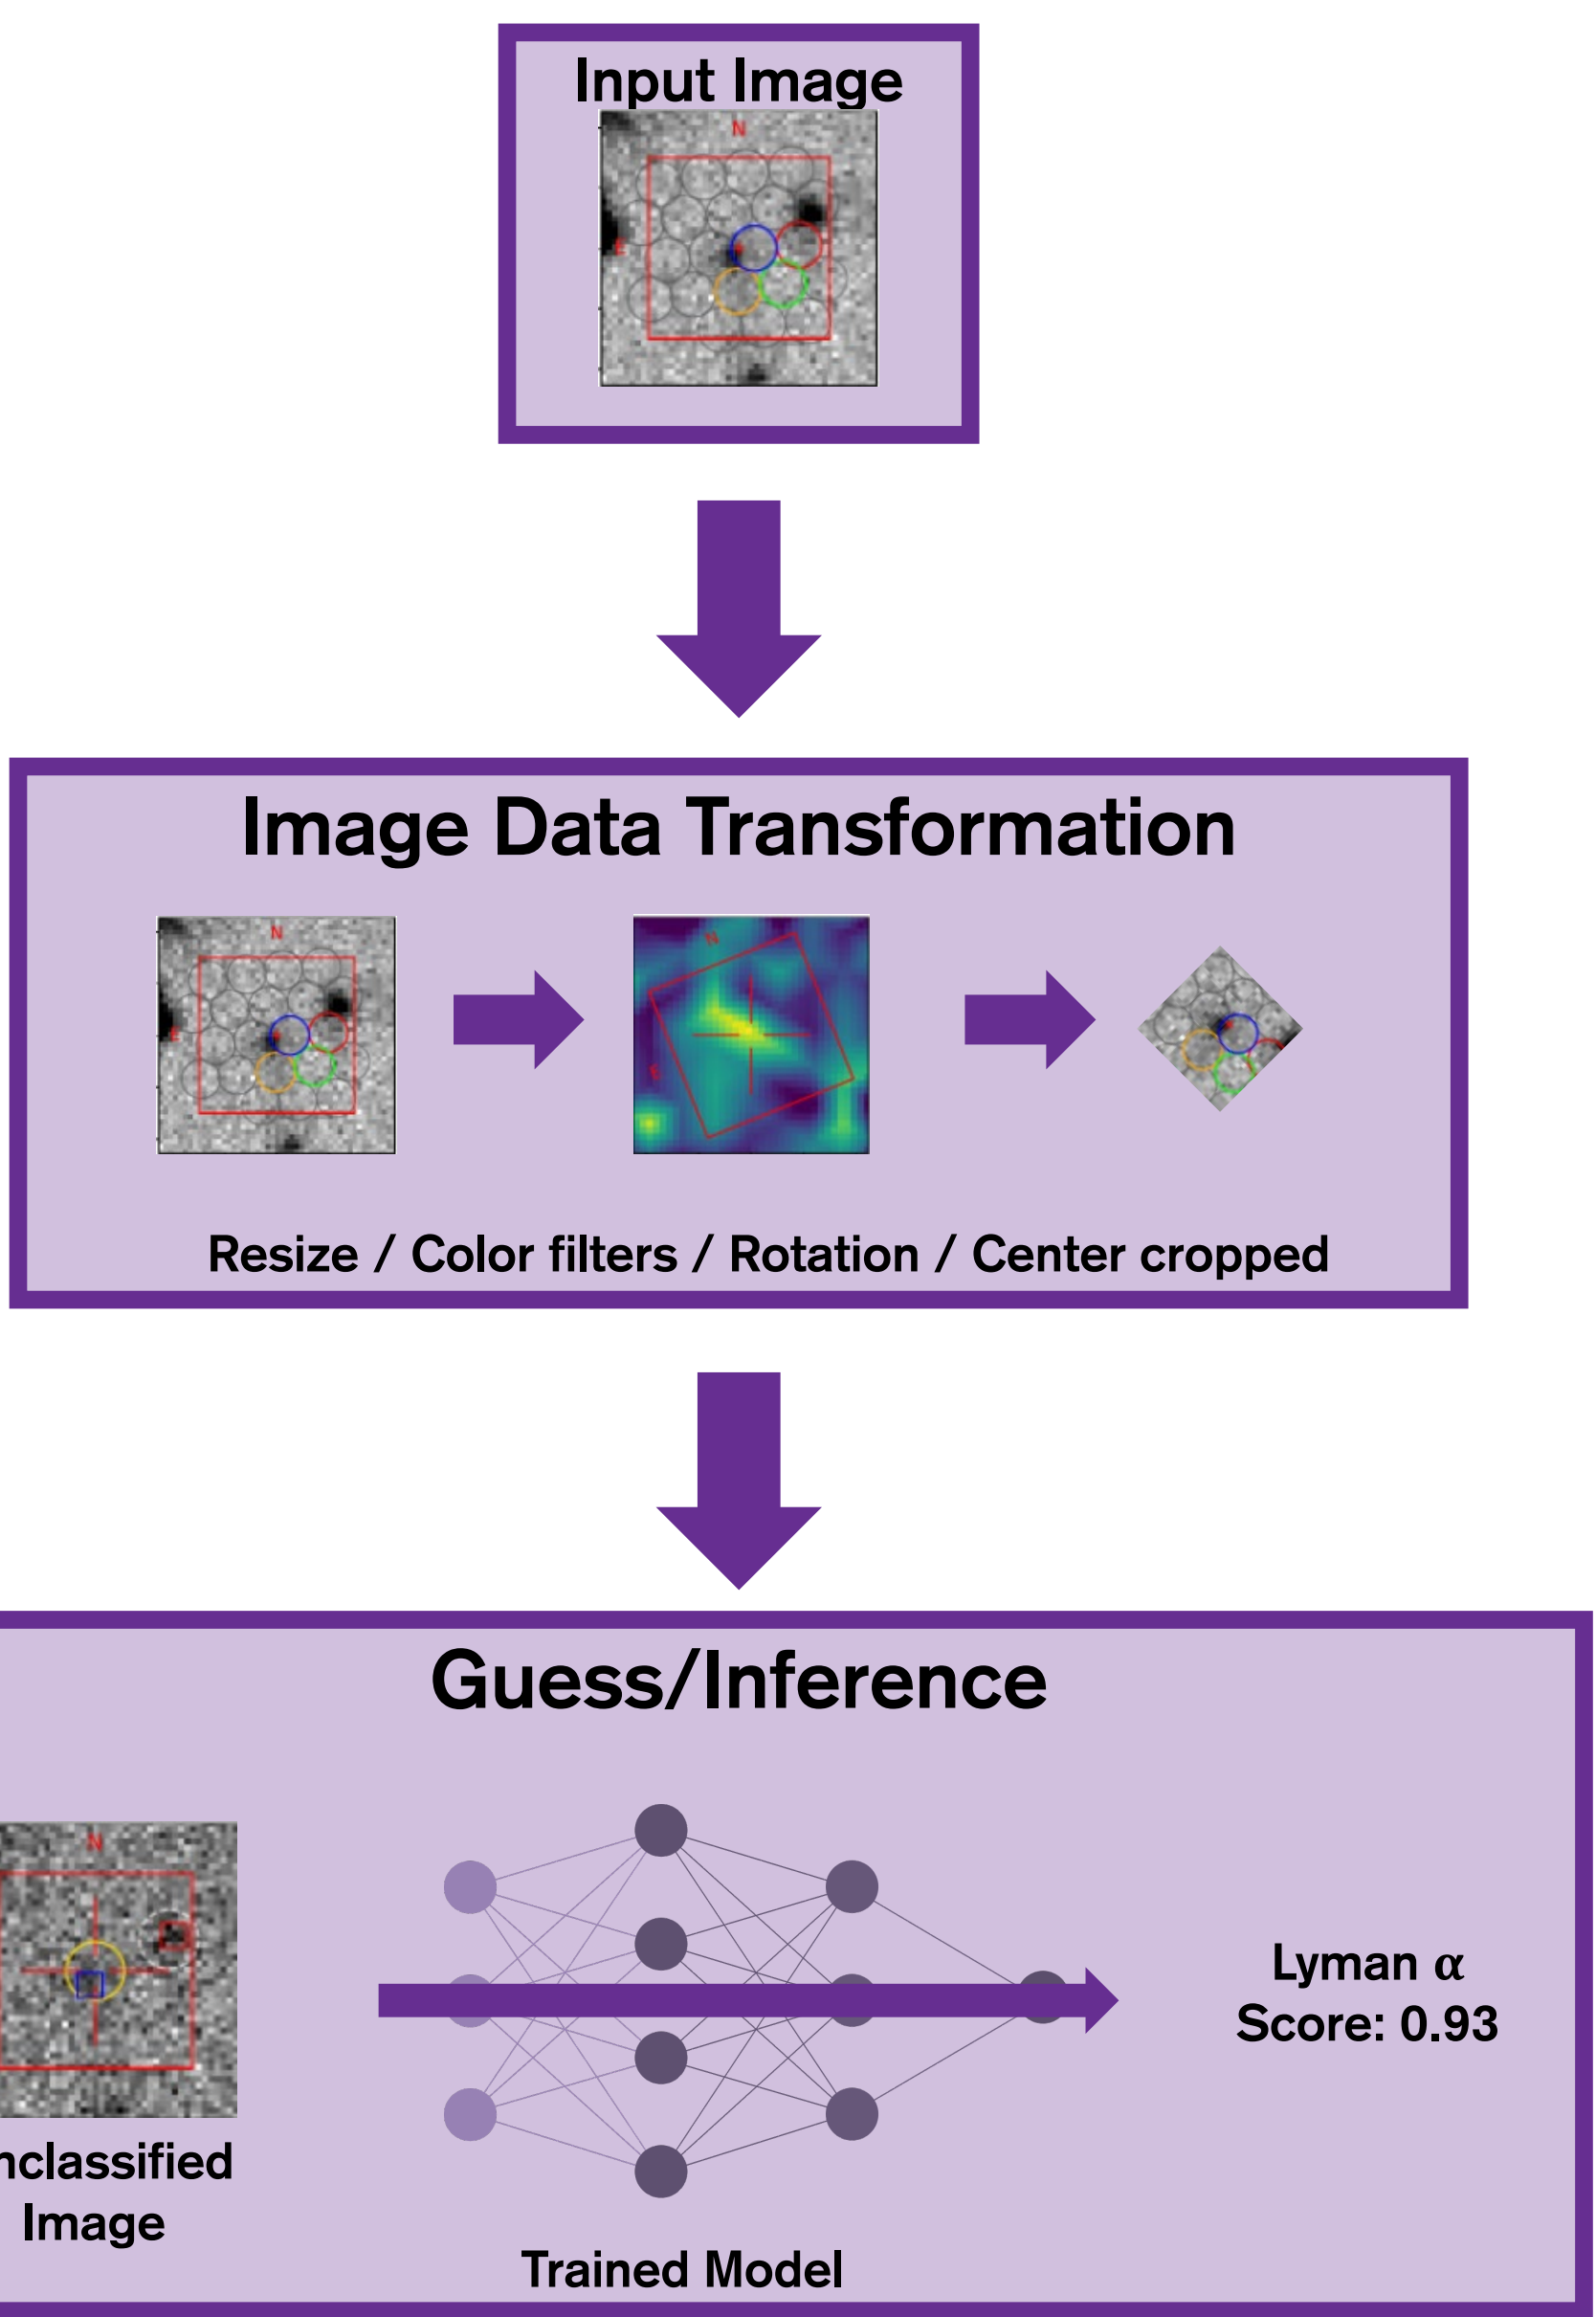 Input Image
N
E
Image Data Transformation
N
E
N
E
Resize / Color filters / Rotation / Center cropped
Guess/Inference
N
Lyman α
Score: 0.93
nclassified
Image
Trained Model